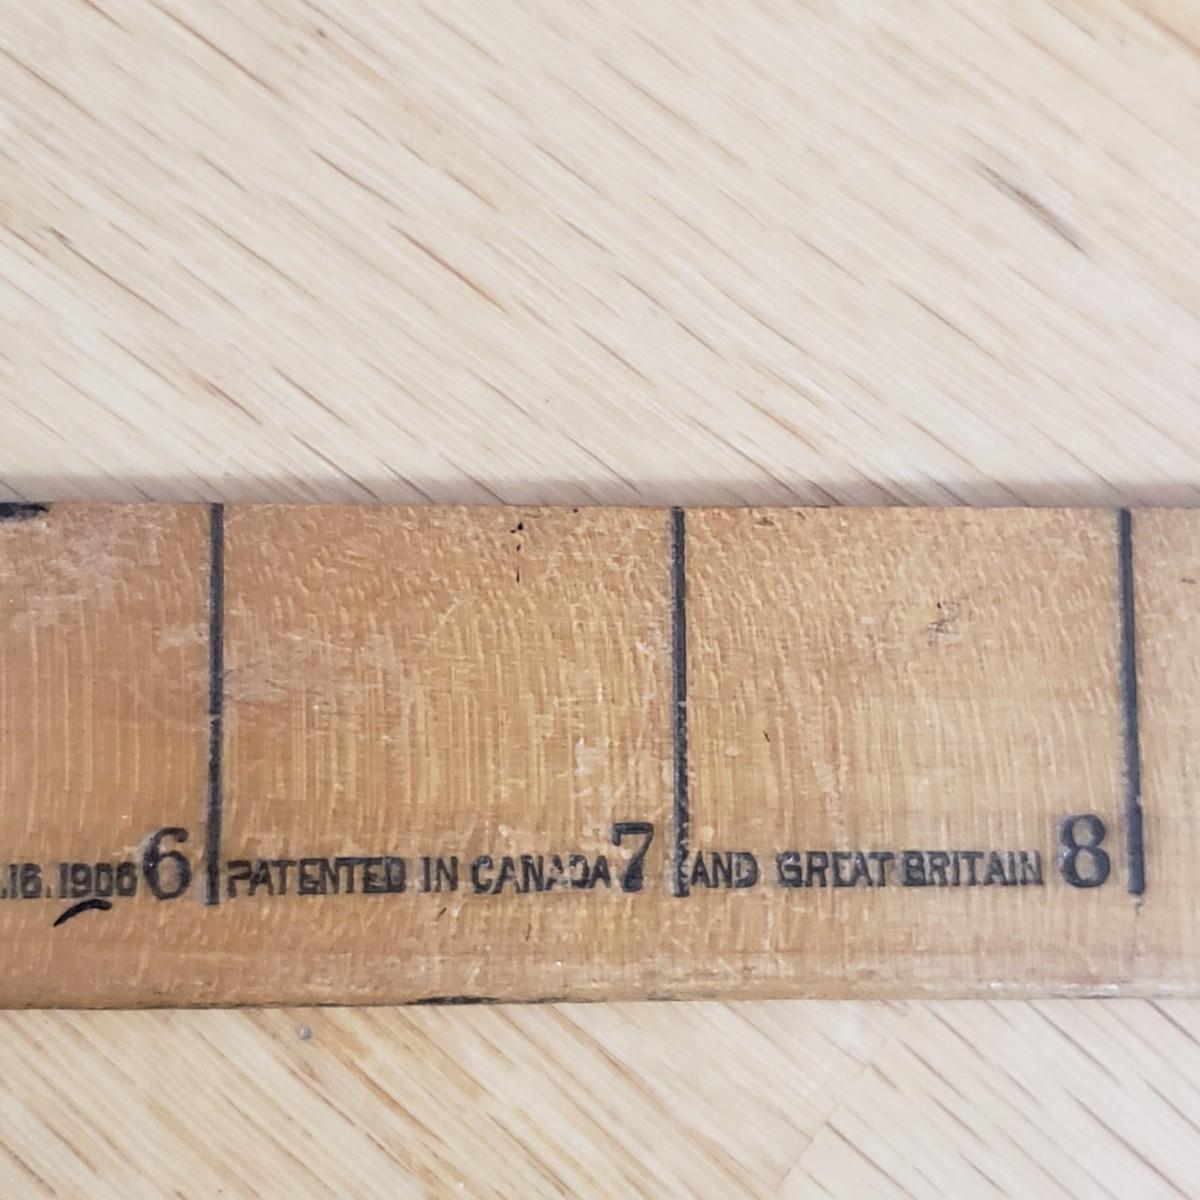 .16.1906 6 PATENTED IN CANADA 7 AND GREAT BRITAIN 8